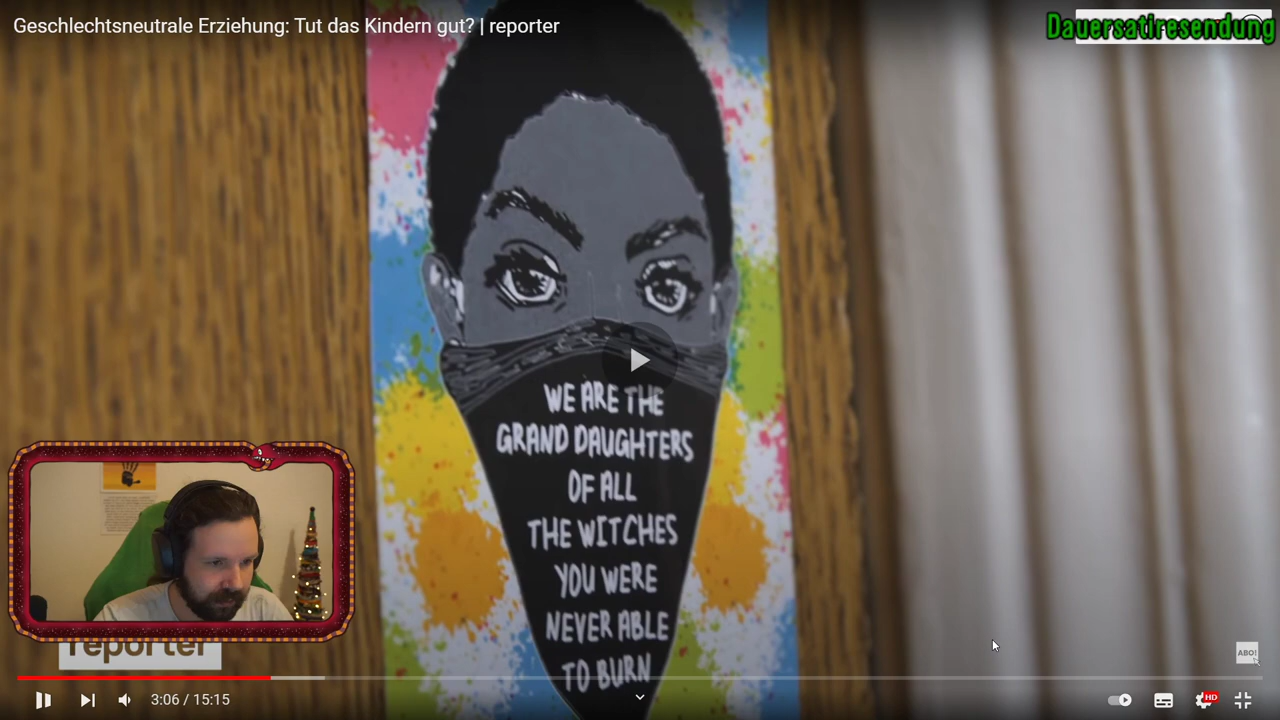 Geschlechtsneutrale Erziehung: Tut das Kindern gut? | reporter
Dauersatiresendung
WE ARE THE
GRAND DAUGHTERS
OF ALL
THE WITCHES
YOU WERE
NEVER ABLE
TO BURN
reporter
ABO!
3:06 / 15:15
HD